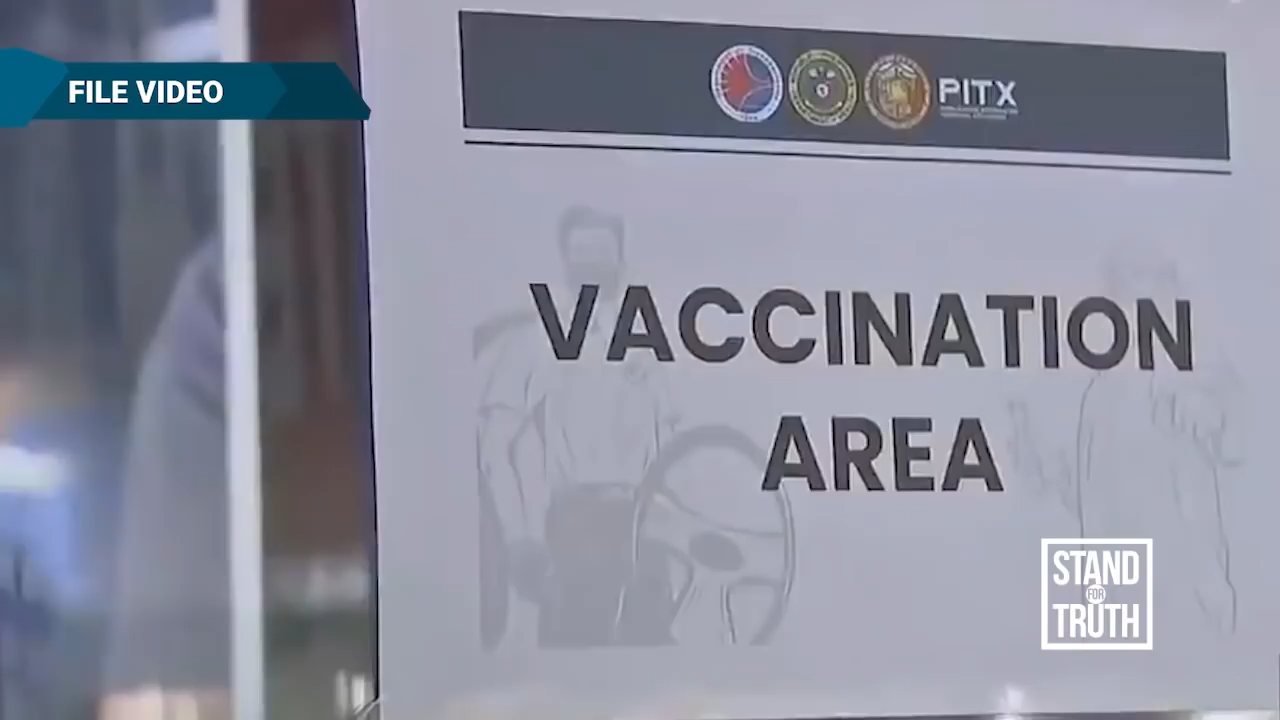 FILE VIDEO
PITX
VACCINATION
AREA
STAND
FOR
TRUTH